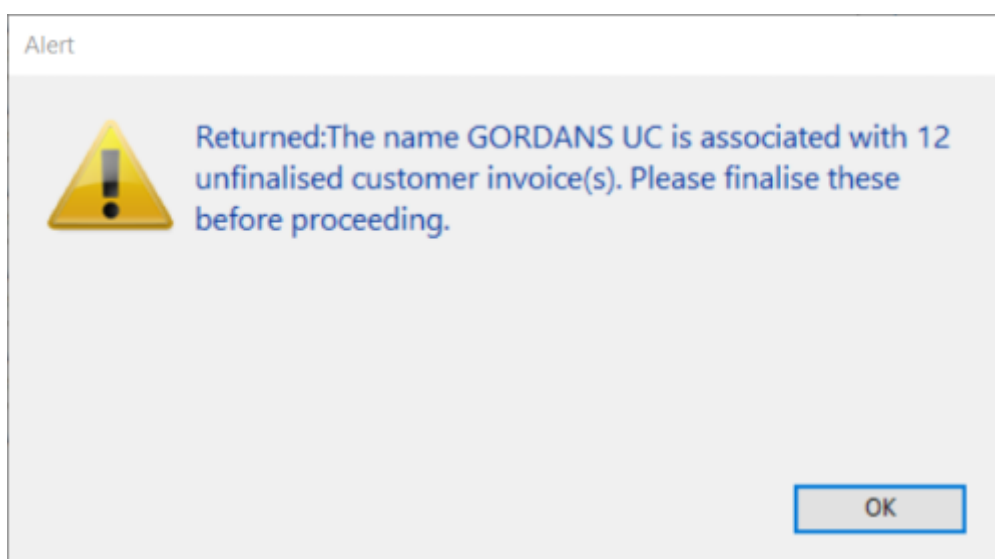 Alert
Returned:The name GORDANS UC is associated with 12
unfinalised customer invoice(s). Please finalise these
before proceeding.
OK